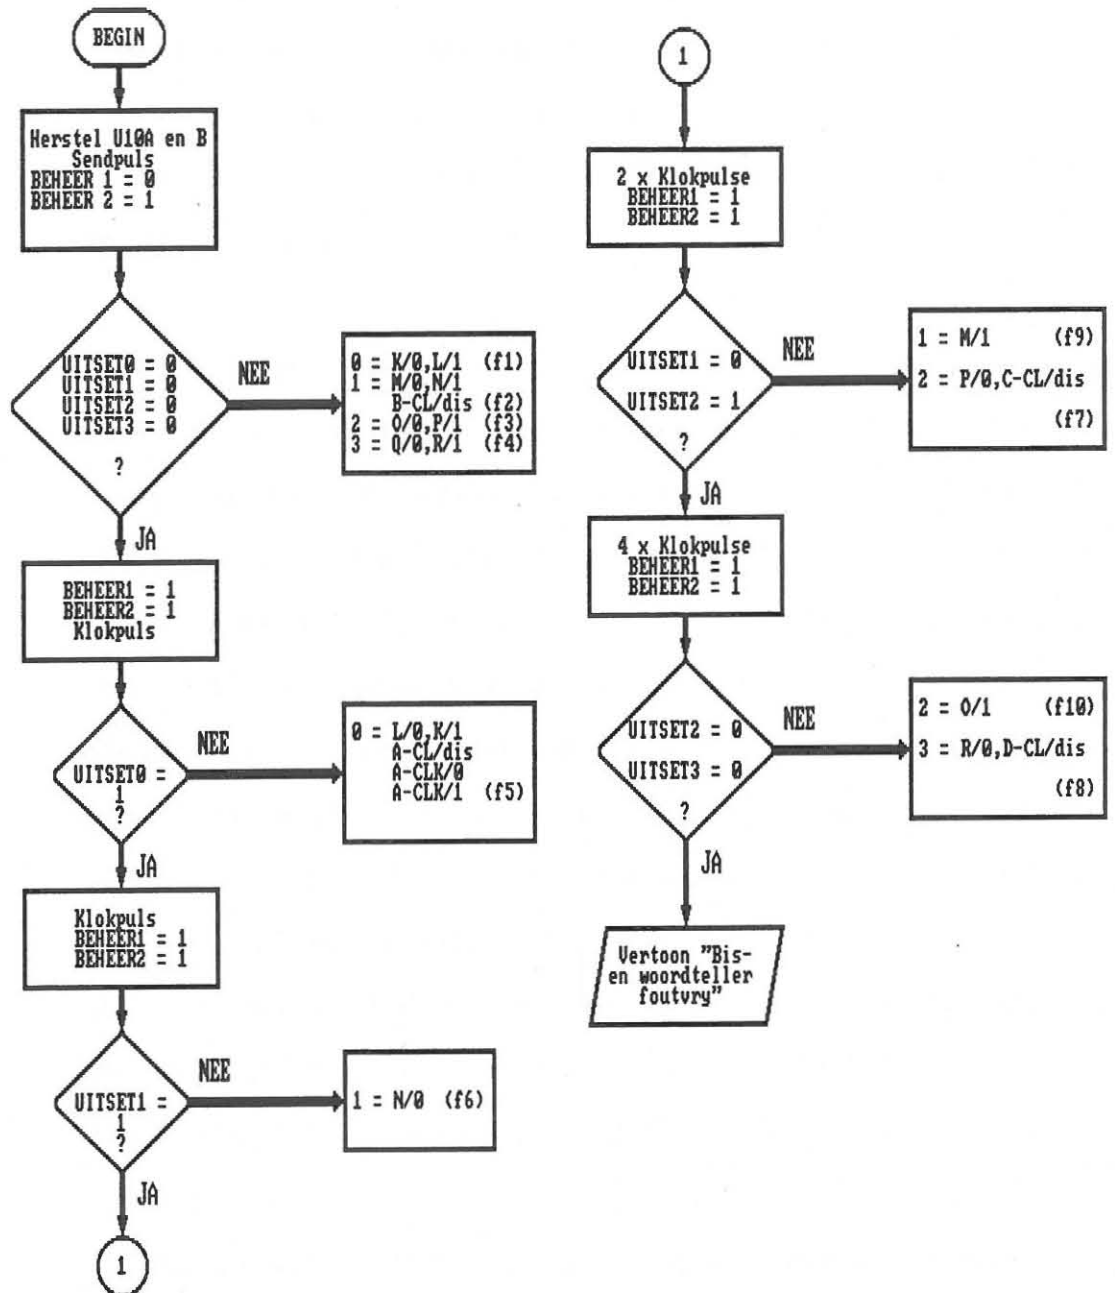 BEGIN
Herstel U10A en B
Sendpuls
BEHEER 1 = 0
BEHEER 2 = 1
UITSET0 = 0
UITSET1 = 0
UITSET2 = 0
UITSET3 = 0
?
NEE
0 = K/0,L/1 (f1)
1 = M/0,N/1
B-CL/dis (f2)
2 = O/0,P/1 (f3)
3 = Q/0,R/1 (f4)
JA
BEHEER1 = 1
BEHEER2 = 1
Klokpuls
UITSET0 =
1
?
NEE
0 = L/0,K/1
A-CL/dis
A-CLK/0
A-CLK/1 (f5)
JA
Klokpuls
BEHEER1 = 1
BEHEER2 = 1
UITSET1 =
1
?
NEE
1 = N/0 (f6)
JA
1
1
2 x Klokpulse
BEHEER1 = 1
BEHEER2 = 1
UITSET1 = 0
UITSET2 = 1
?
NEE
1 = M/1 (f9)
2 = P/0,C-CL/dis
(f7)
JA
4 x Klokpulse
BEHEER1 = 1
BEHEER2 = 1
UITSET2 = 0
UITSET3 = 0
?
NEE
2 = O/1 (f10)
3 = R/0,D-CL/dis
(f8)
JA
Vertoon "Bis-
en woordteller
foutvry"